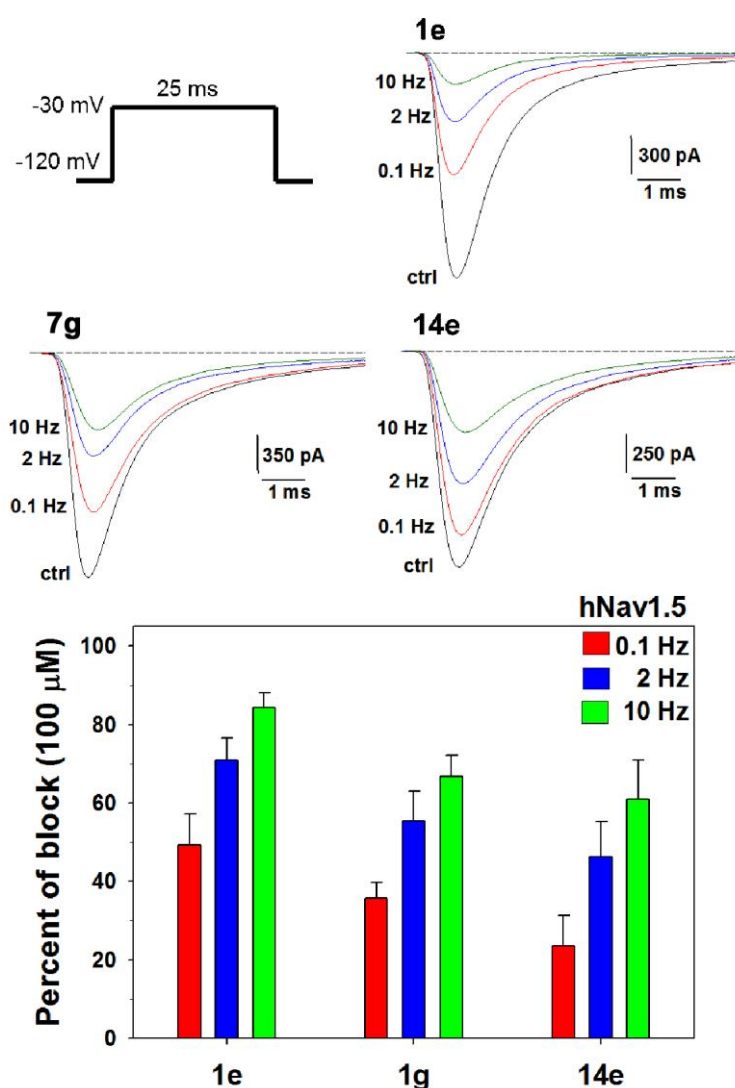 1e
25 ms
-30 mV
-120 mV
10 Hz
2 Hz
0.1 Hz
ctrl
300 pA
1 ms
7g
10 Hz
2 Hz
0.1 Hz
ctrl
350 pA
1 ms
14e
10 Hz
2 Hz
0.1 Hz
ctrl
250 pA
1 ms
hNav1.5
0.1 Hz
2 Hz
10 Hz
Percent of block (100 μM)
100
80
60
40
20
0
1e
1g
14e